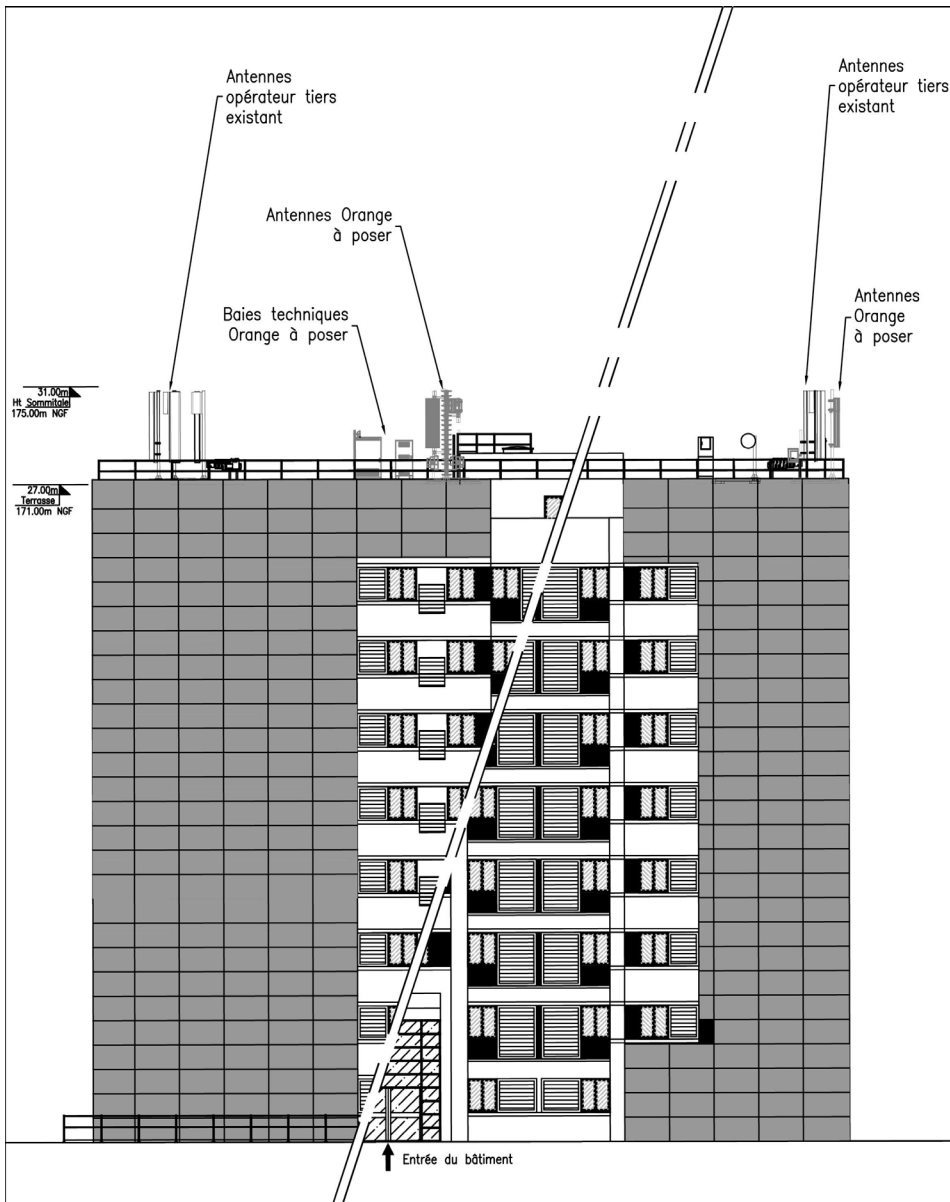 Antennes
opérateur tiers
existant
Antennes
opérateur tiers
existant
Antennes Orange
à poser
Baies techniques
Orange à poser
Antennes
Orange
à poser
31.00m
Ht Sommitale
175.00m NGF
27.00m
Terrasse
171.00m NGF
Entrée du bâtiment